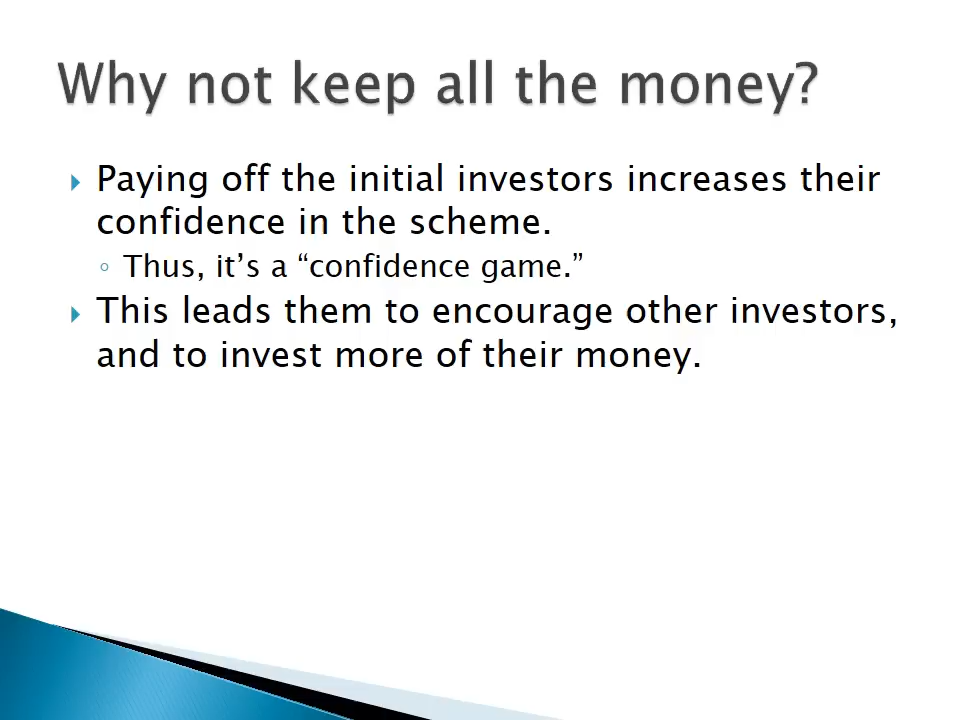 Why not keep all the money?
Paying off the initial investors increases their
confidence in the scheme.
Thus, it’s a “confidence game.”
This leads them to encourage other investors,
and to invest more of their money.